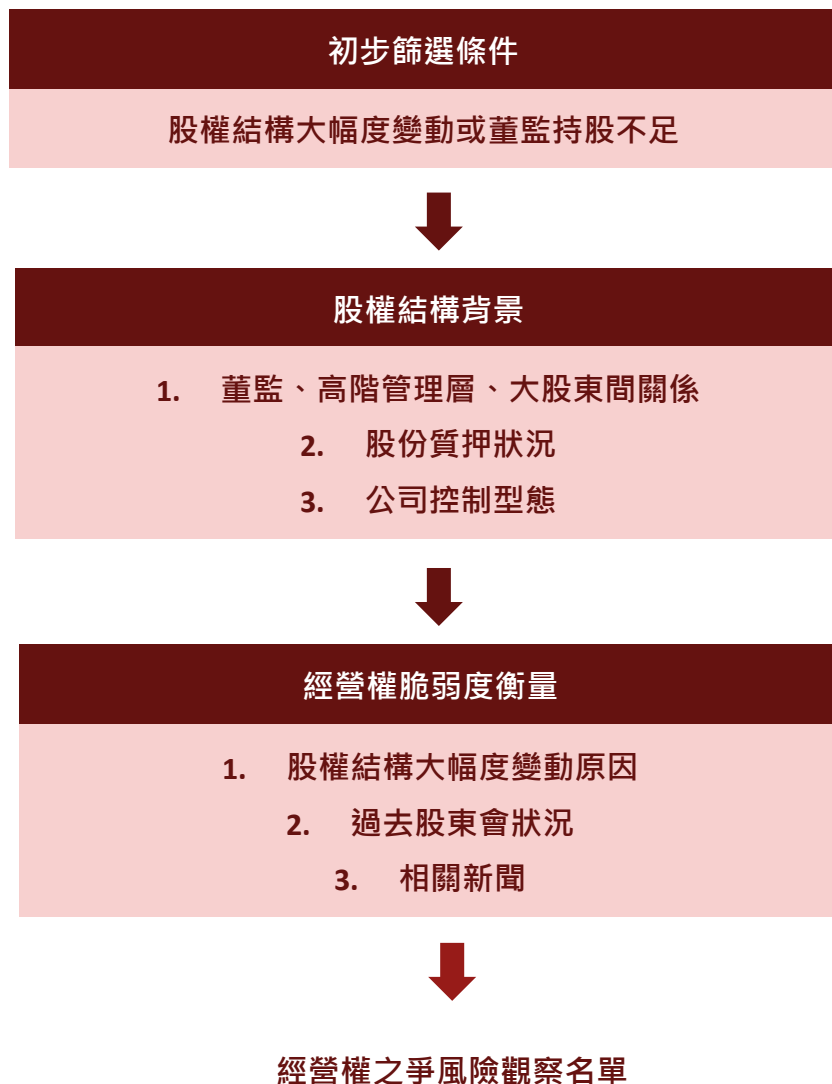 初步篩選條件
股權結構大幅度變動或董監持股不足
股權結構背景
1. 董監、高階管理層、大股東間關係
2. 股份質押狀況
3. 公司控制型態
經營權脆弱度衡量
1. 股權結構大幅度變動原因
2. 過去股東會狀況
3. 相關新聞
經營權之爭風險觀察名單